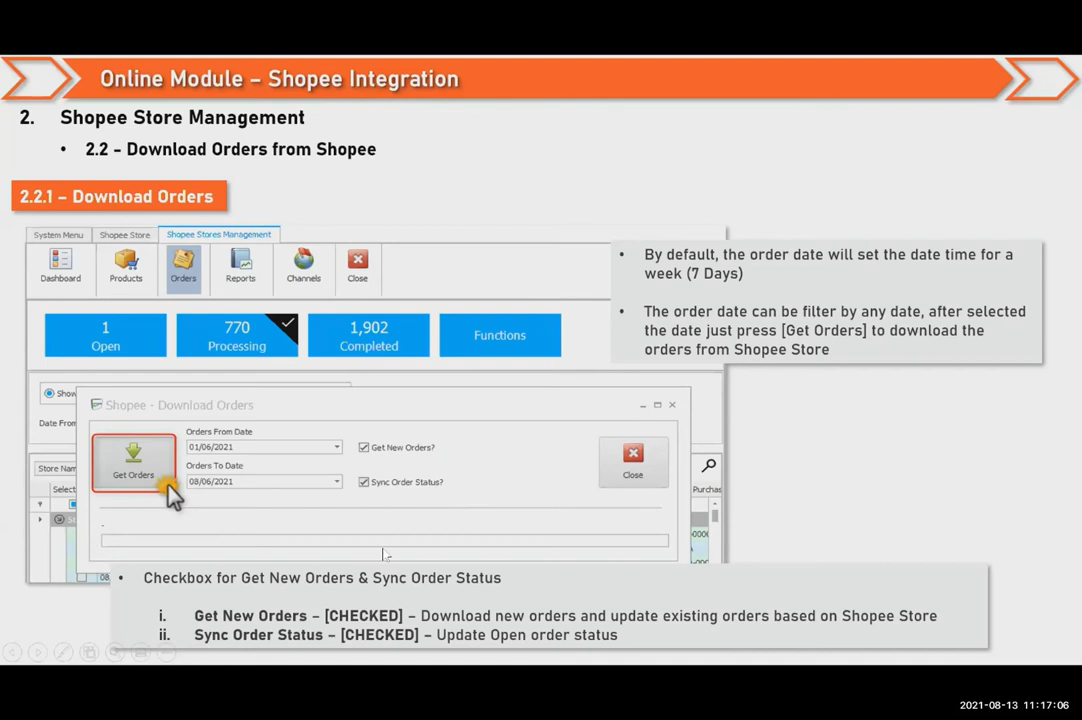 Online Module – Shopee Integration
2. Shopee Store Management
• 2.2 - Download Orders from Shopee
2.2.1 – Download Orders
System Menu Shopee Store Shopee Stores Management
Dashboard Products Orders Reports Channels Close
1 770 1,902
Open Processing Completed Functions
• By default, the order date will set the date time for a
week (7 Days)
• The order date can be filter by any date, after selected
the date just press [Get Orders] to download the
orders from Shopee Store
Show
Date From
Shopee - Download Orders
Orders From Date
01/06/2021 Get New Orders?
Orders To Date
08/06/2021 Sync Order Status?
Get Orders
Close
Store Nam
Select
Purchas
• Checkbox for Get New Orders & Sync Order Status
i. Get New Orders – [CHECKED] – Download new orders and update existing orders based on Shopee Store
ii. Sync Order Status – [CHECKED] – Update Open order status
2021-08-13 11:17:06